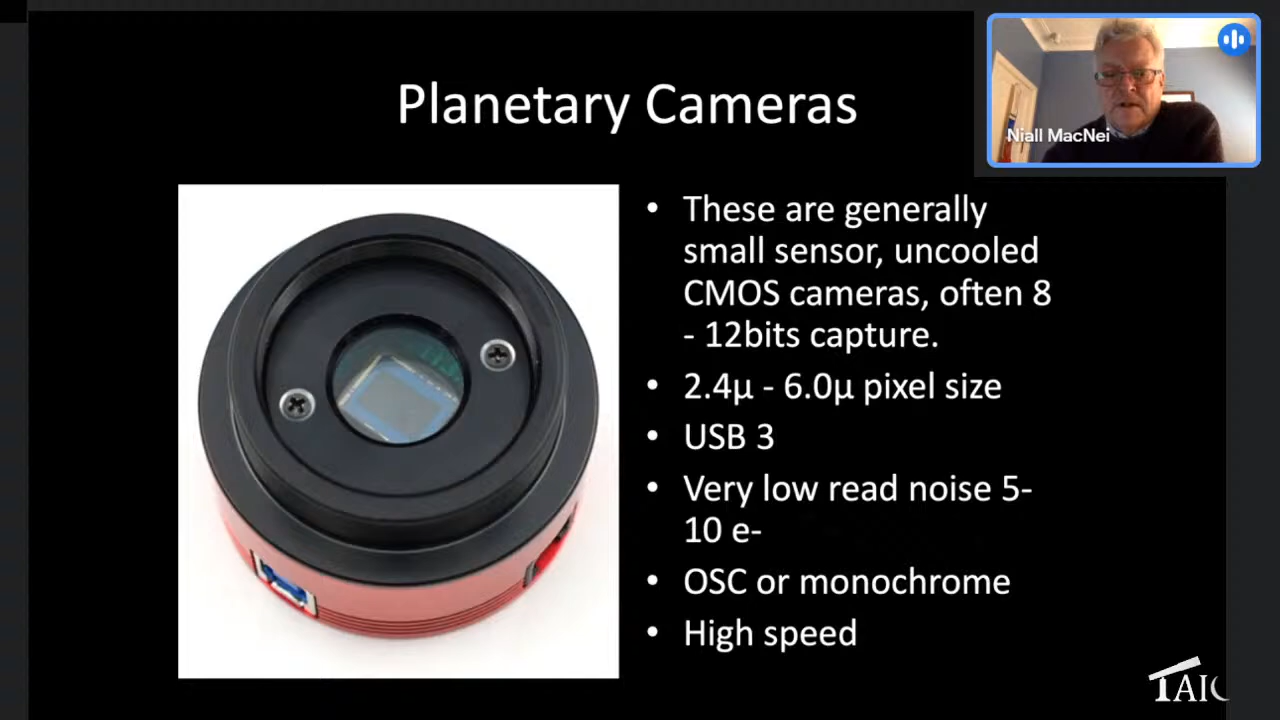 Planetary Cameras
Niall MacNei
• These are generally
small sensor, uncooled
CMOS cameras, often 8
- 12bits capture.
• 2.4µ - 6.0µ pixel size
• USB 3
• Very low read noise 5-
10 e-
• OSC or monochrome
• High speed
TAIC